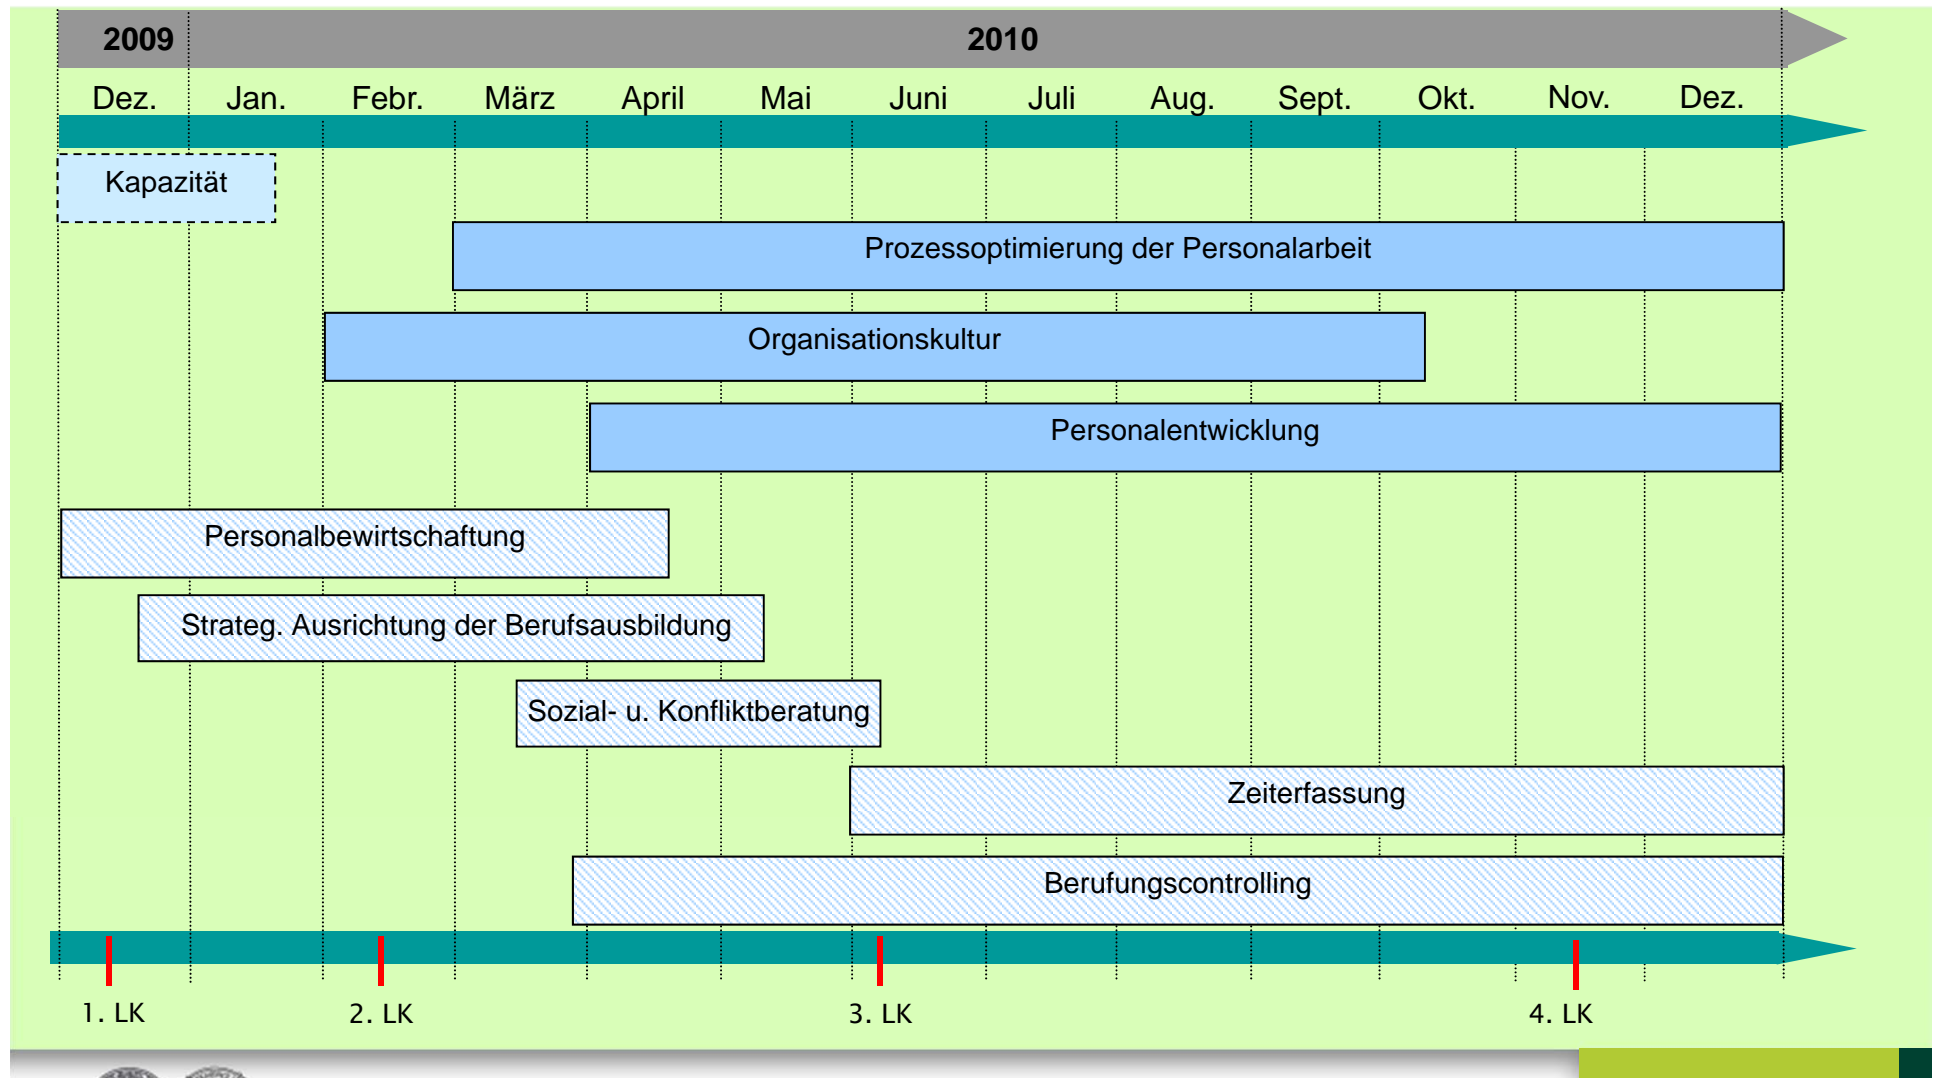 2009 2010
Dez. Jan. Febr. März April Mai Juni Juli Aug. Sept. Okt. Nov. Dez.
Kapazität
Prozessoptimierung der Personalarbeit
Organisationskultur
Personalentwicklung
Personalbewirtschaftung
Strateg. Ausrichtung der Berufsausbildung
Sozial- u. Konfliktberatung
Zeiterfassung
Berufungscontrolling
1. LK 2. LK 3. LK 4. LK